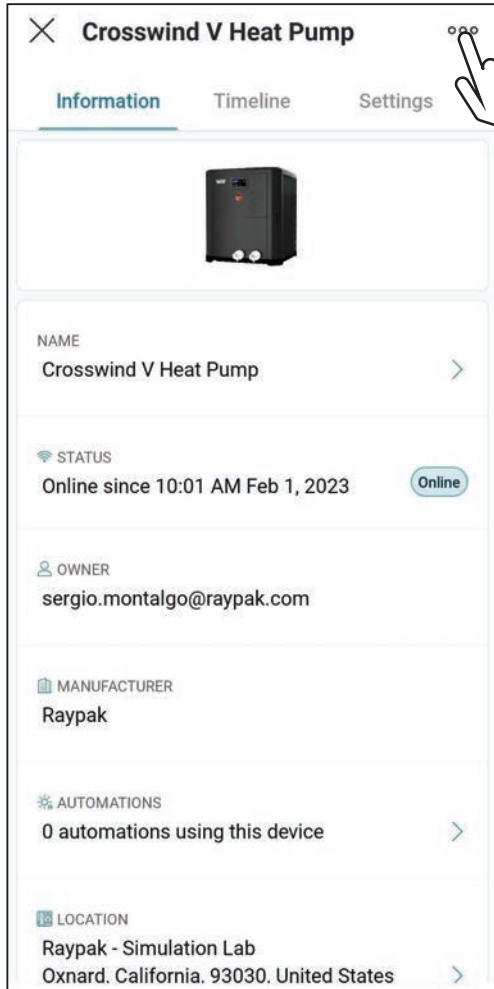 Crosswind V Heat Pump
Information Timeline Settings
NAME
Crosswind V Heat Pump
STATUS
Online since 10:01 AM Feb 1, 2023 Online
OWNER
sergio.montalgo@raypak.com
MANUFACTURER
Raypak
AUTOMATIONS
0 automations using this device
LOCATION
Raypak - Simulation Lab
Oxnard, California, 93030, United States